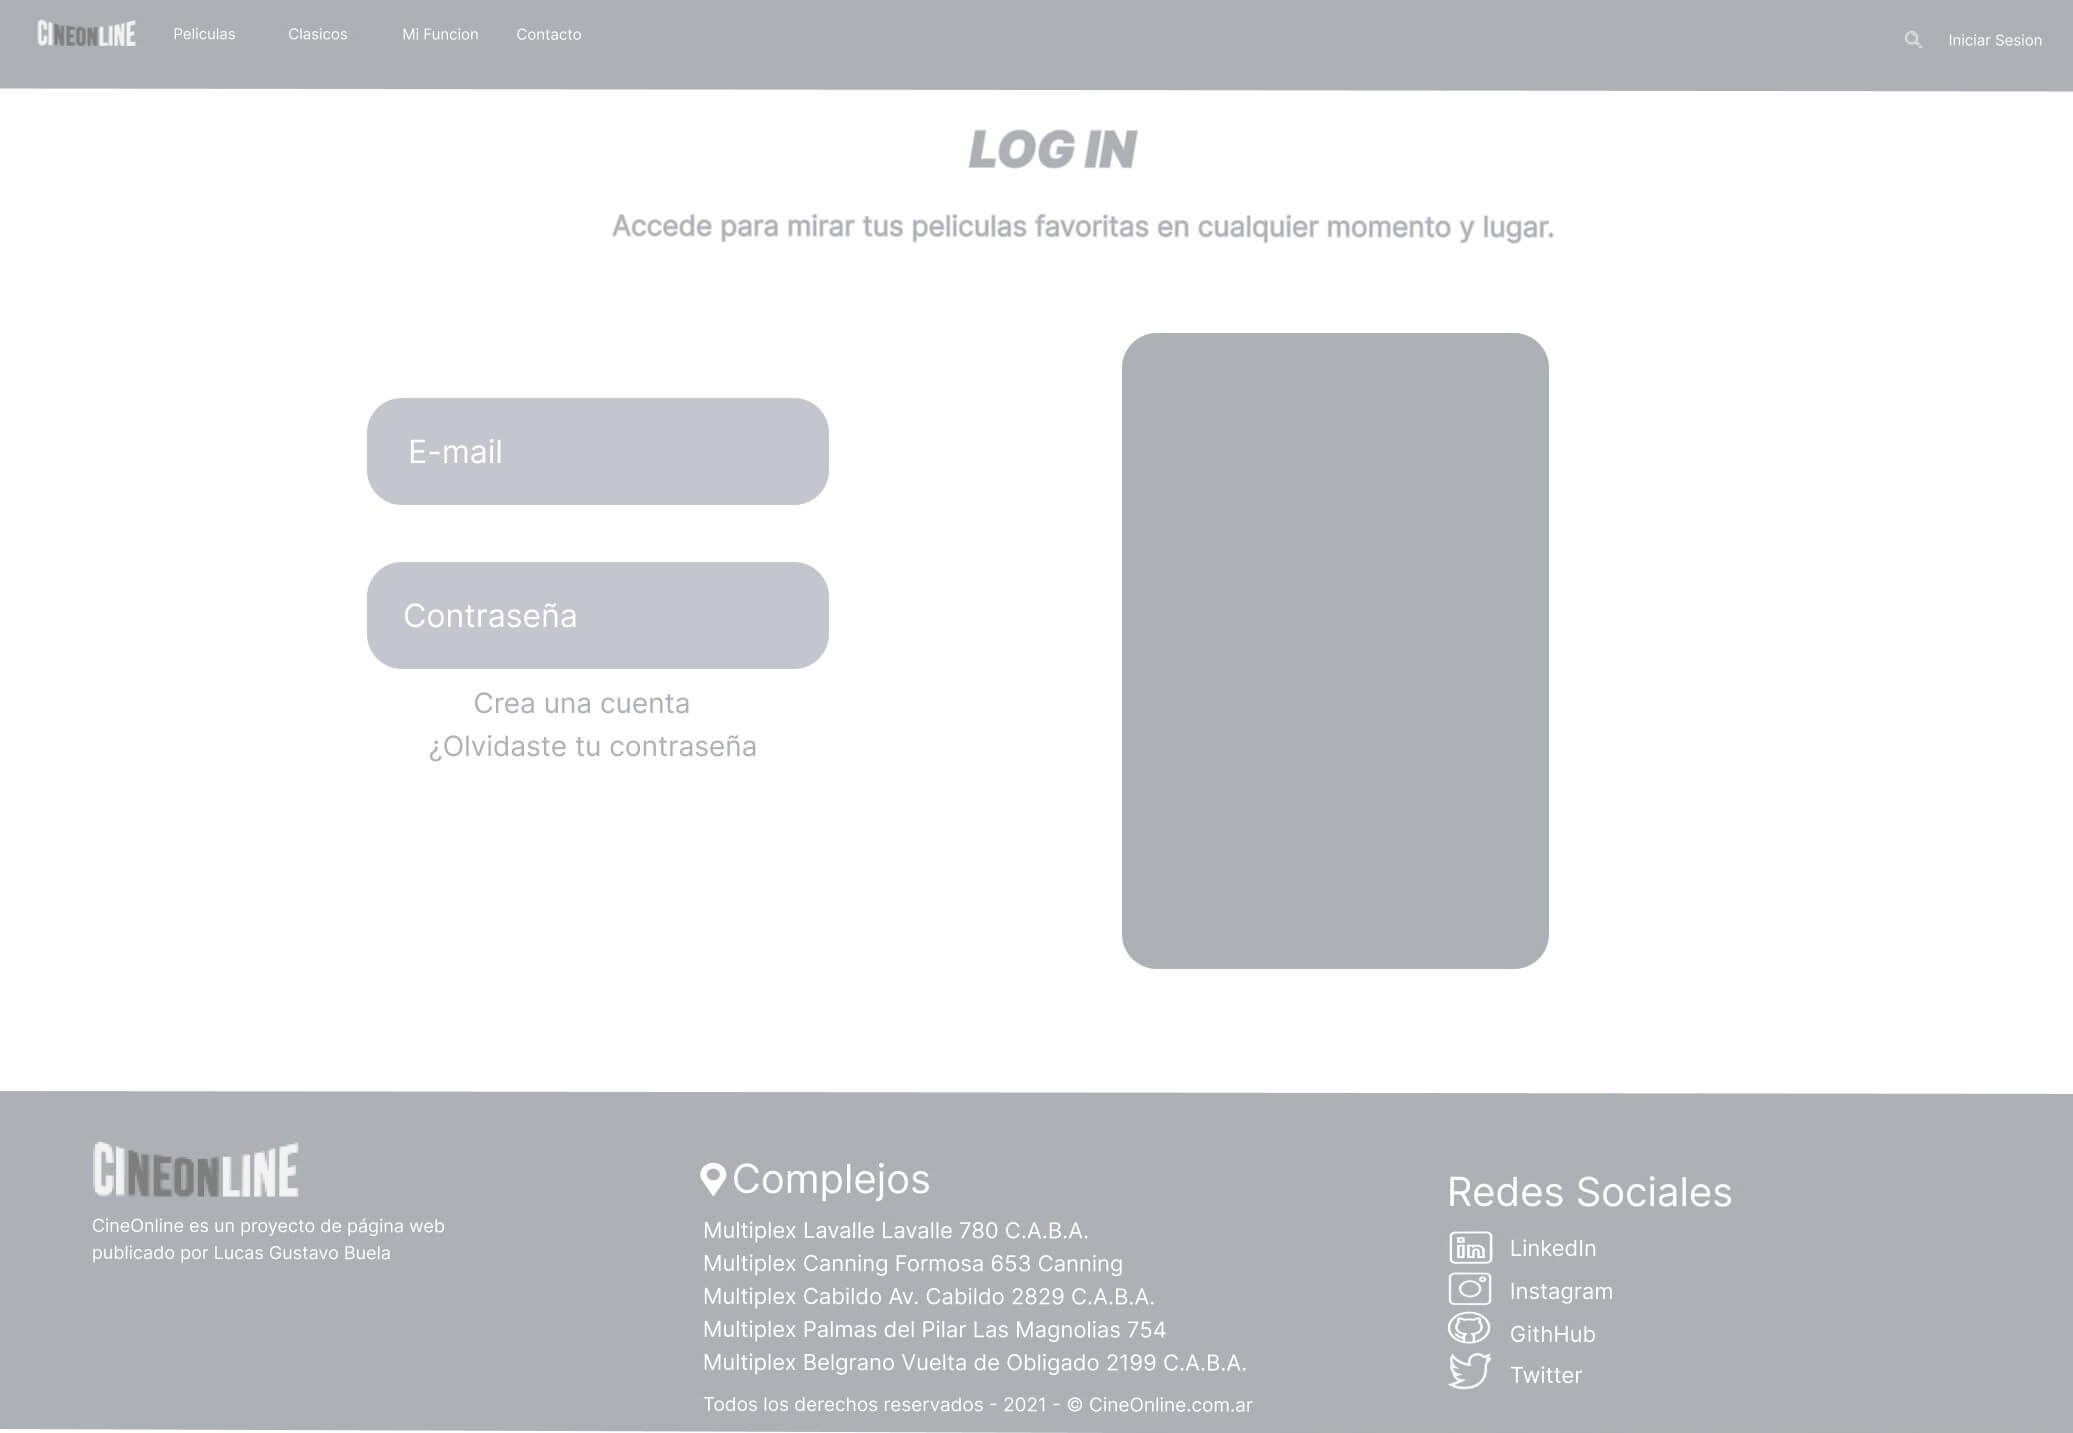 CINEONLINE
Peliculas
Clasicos
Mi Funcion
Contacto
Iniciar Sesion
LOG IN
Accede para mirar tus peliculas favoritas en cualquier momento y lugar.
E-mail
Contraseña
Crea una cuenta
¿Olvidaste tu contraseña
CINEONLINE
CineOnline es un proyecto de página web
publicado por Lucas Gustavo Buela
Complejos
Multiplex Lavalle Lavalle 780 C.A.B.A.
Multiplex Canning Formosa 653 Canning
Multiplex Cabildo Av. Cabildo 2829 C.A.B.A.
Multiplex Palmas del Pilar Las Magnolias 754
Multiplex Belgrano Vuelta de Obligado 2199 C.A.B.A.
Todos los derechos reservados - 2021 - © CineOnline.com.ar
Redes Sociales
LinkedIn
Instagram
GithHub
Twitter